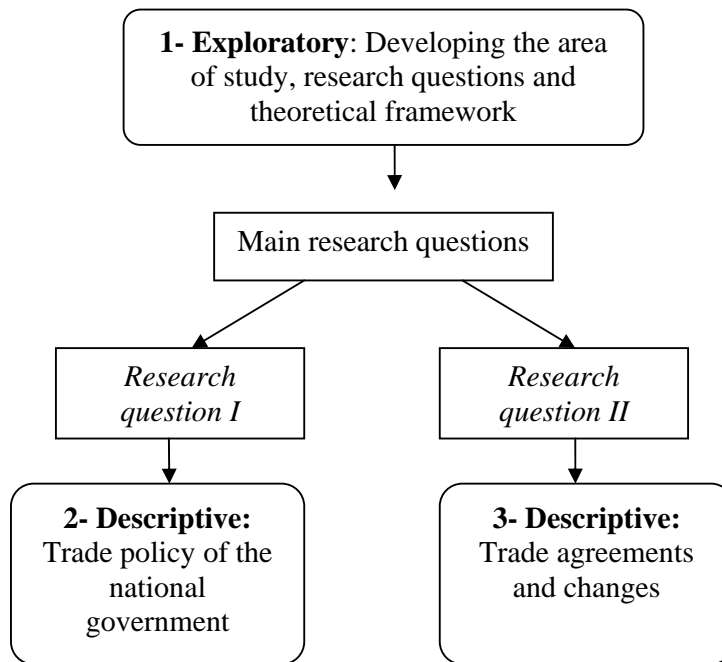 1- Exploratory: Developing the area
of study, research questions and
theoretical framework
Main research questions
Research
question I
Research
question II
2- Descriptive:
Trade policy of the
national
government
3- Descriptive:
Trade agreements
and changes